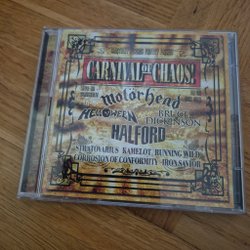 CARNIVAL OF CHAOS!
Motörhead
HELLOWEEN
BRUCE
DICKINSON
HALFORD
STRATOVARIUS KAMELOT RUNNING WILD
CORROSION OF CONFORMITY IRON SAVIOR